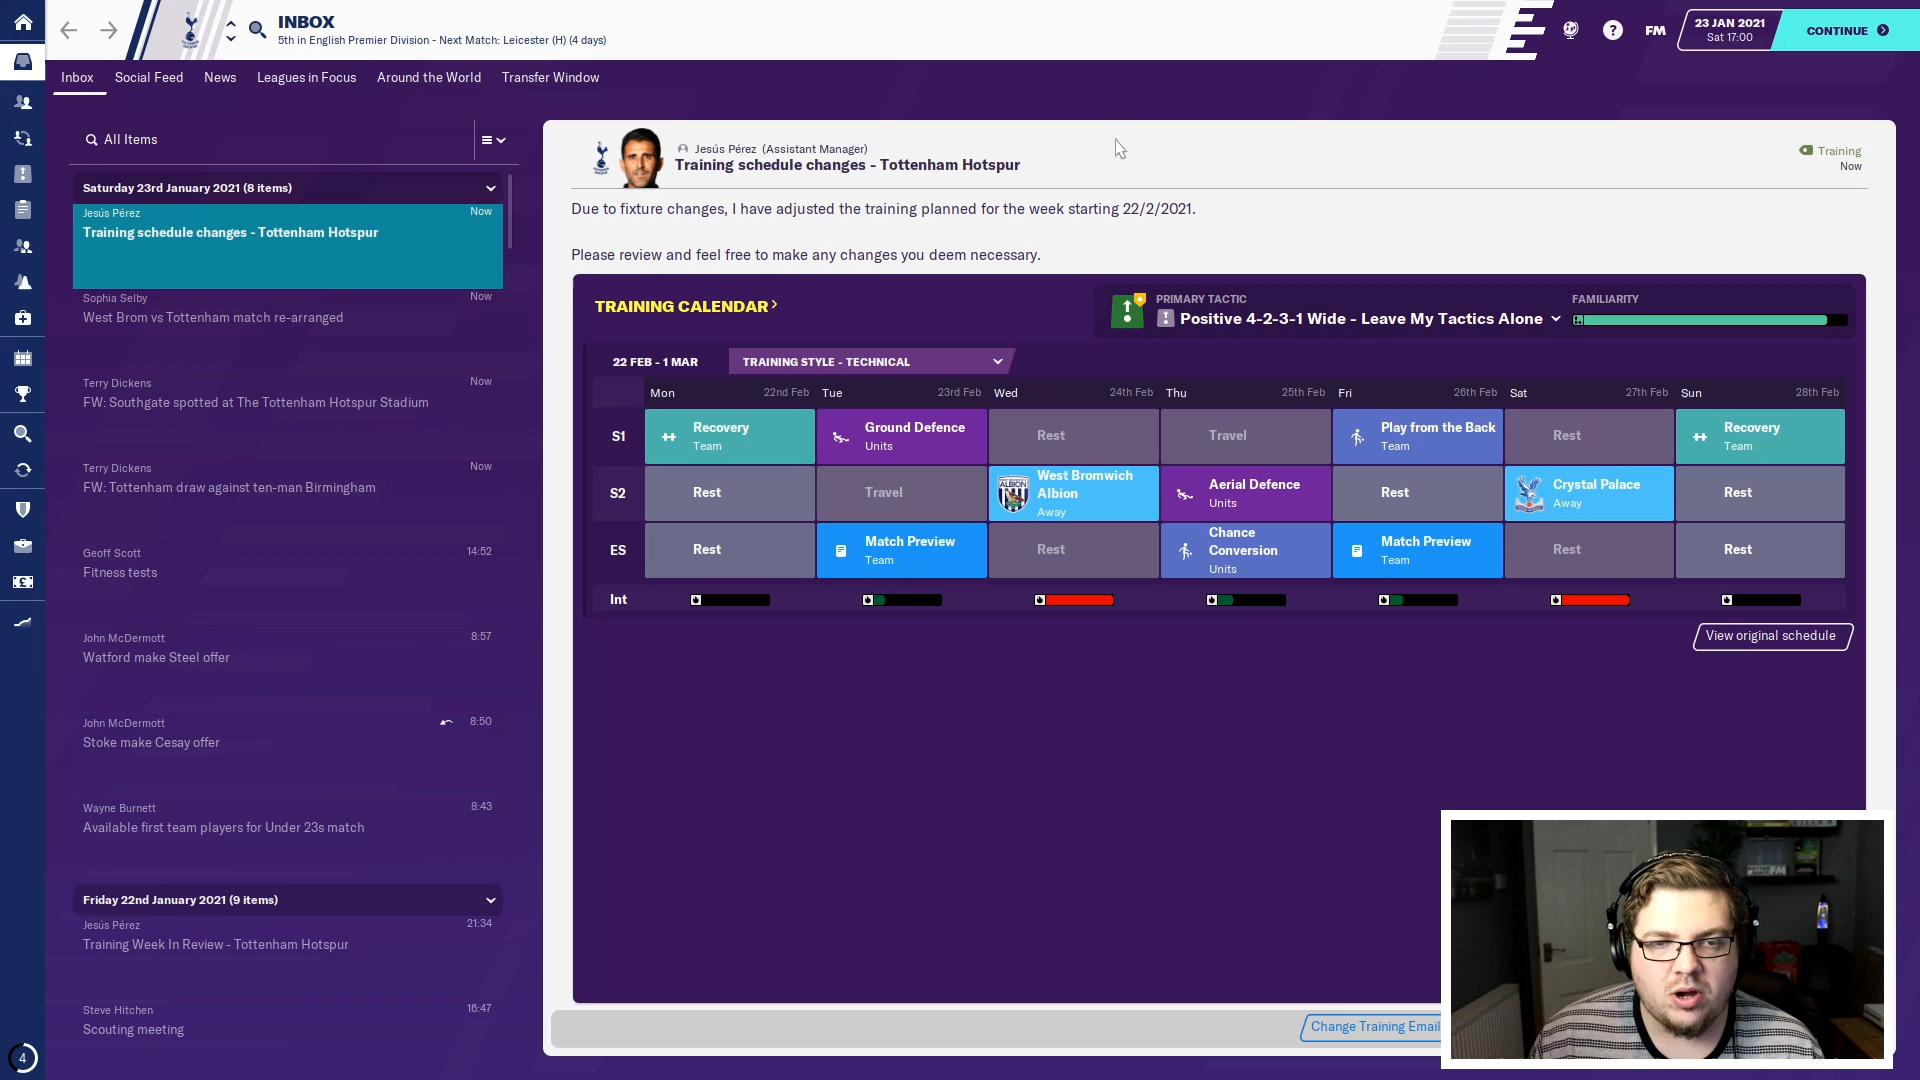 INBOX
5th in English Premier Division - Next Match: Leicester (H) (4 days)
FM
23 JAN 2021
Sat 17:00
CONTINUE
Inbox
Social Feed
News
Leagues in Focus
Around the World
Transfer Window
All Items
Saturday 23rd January 2021 (8 items)
Jesús Pérez
Now
Training schedule changes - Tottenham Hotspur
Sophia Selby
Now
West Brom vs Tottenham match re-arranged
Terry Dickens
Now
FW: Southgate spotted at The Tottenham Hotspur Stadium
Terry Dickens
Now
FW: Tottenham draw against ten-man Birmingham
Geoff Scott
14:52
Fitness tests
John McDermott
8:57
Watford make Steel offer
John McDermott
8:50
Stoke make Cesay offer
Wayne Burnett
8:43
Available first team players for Under 23s match
Friday 22nd January 2021 (9 items)
Jesús Pérez
21:34
Training Week In Review - Tottenham Hotspur
Steve Hitchen
16:47
Scouting meeting
4
Jesús Pérez (Assistant Manager)
Training schedule changes - Tottenham Hotspur
Training
Now
Due to fixture changes, I have adjusted the training planned for the week starting 22/2/2021.
Please review and feel free to make any changes you deem necessary.
TRAINING CALENDAR
PRIMARY TACTIC
Positive 4-2-3-1 Wide - Leave My Tactics Alone
FAMILIARITY
22 FEB - 1 MAR
TRAINING STYLE - TECHNICAL
Mon 22nd Feb
Tue 23rd Feb
Wed 24th Feb
Thu 25th Feb
Fri 26th Feb
Sat 27th Feb
Sun 28th Feb
S1
Recovery
Team
Ground Defence
Units
Rest
Travel
Play from the Back
Team
Rest
Recovery
Team
S2
Rest
Travel
West Bromwich
Albion
Away
Aerial Defence
Units
Rest
Crystal Palace
Away
Rest
ES
Rest
Match Preview
Team
Rest
Chance
Conversion
Units
Match Preview
Team
Rest
Rest
Int
View original schedule
Change Training Email